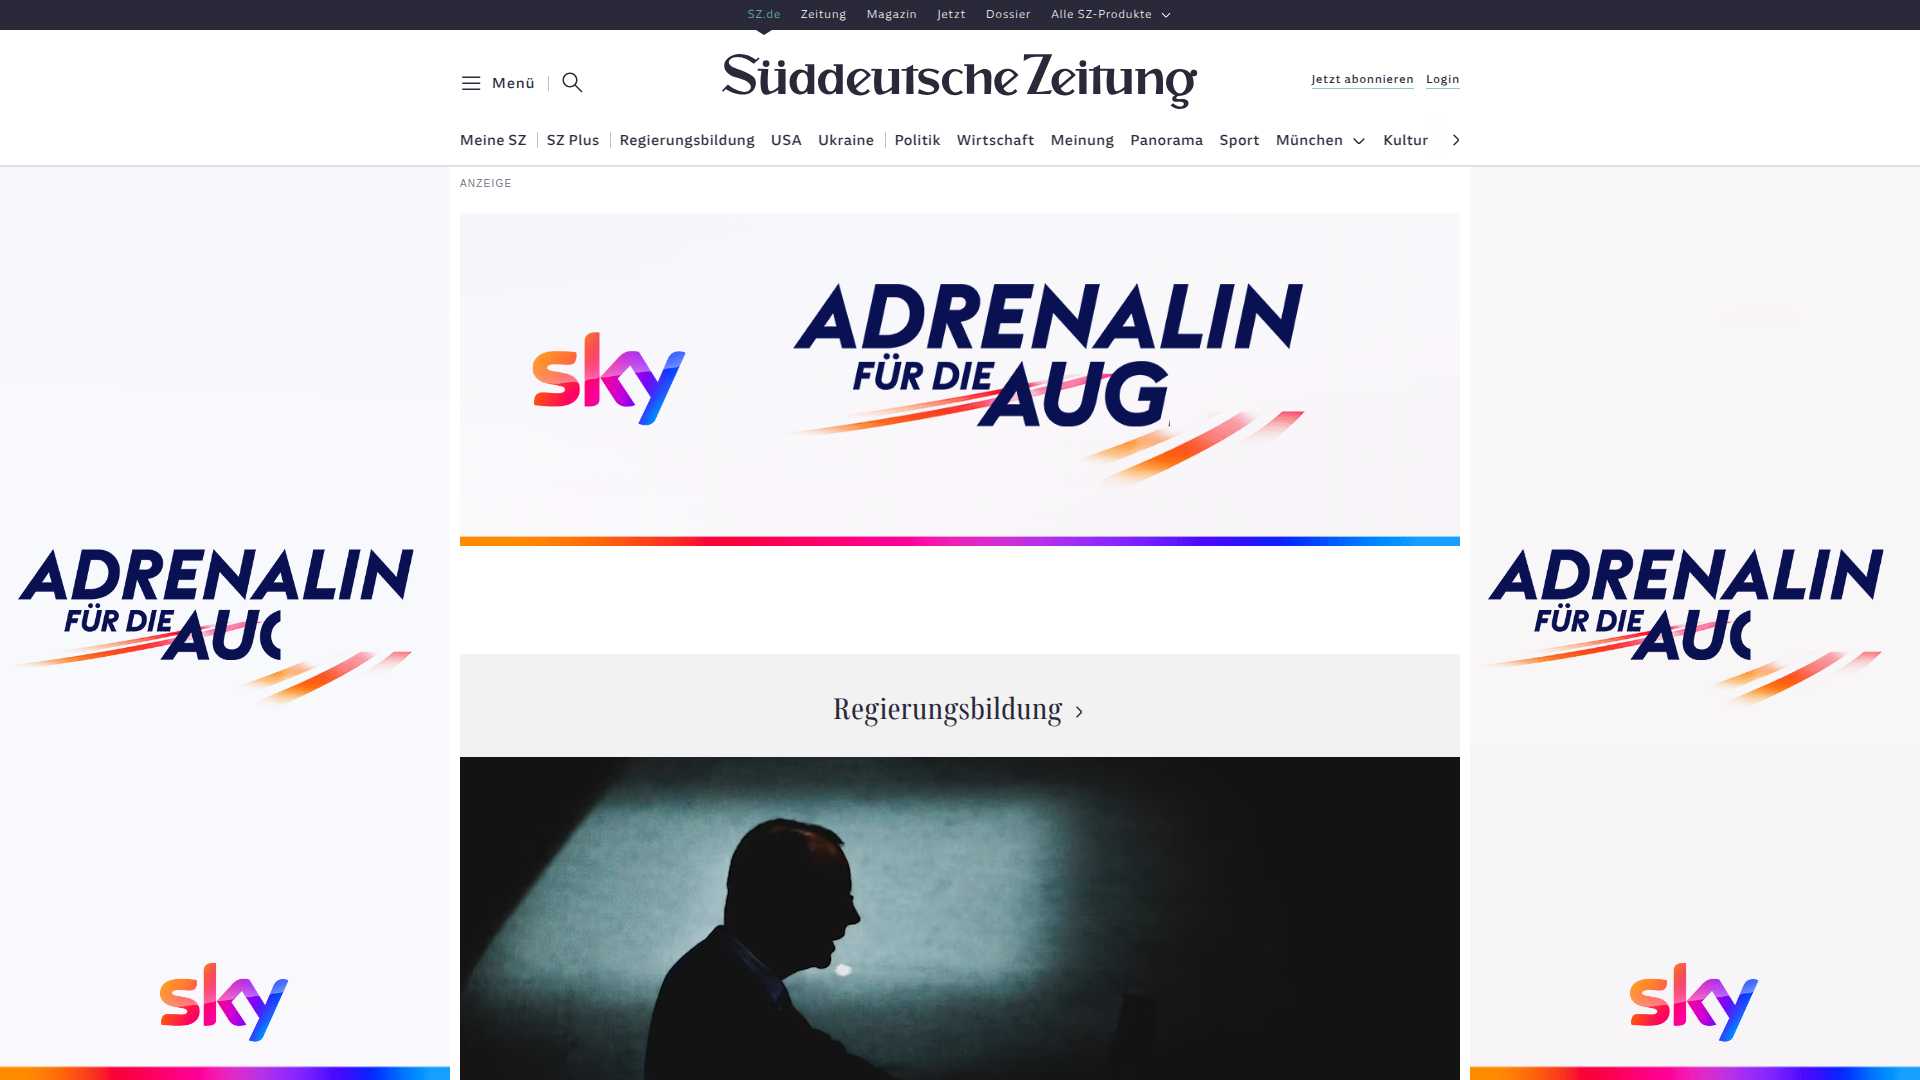 SZ.de Zeitung Magazin Jetzt Dossier Alle SZ-Produkte
Menü
Süddeutsche Zeitung
Jetzt abonnieren Login
Meine SZ SZ Plus Regierungsbildung USA Ukraine Politik Wirtschaft Meinung Panorama Sport München Kultur
ANZEIGE
sky
ADRENALIN
FÜR DIE AUG
ADRENALIN
FÜR DIE AUG
sky
ADRENALIN
FÜR DIE AUG
sky
Regierungsbildung